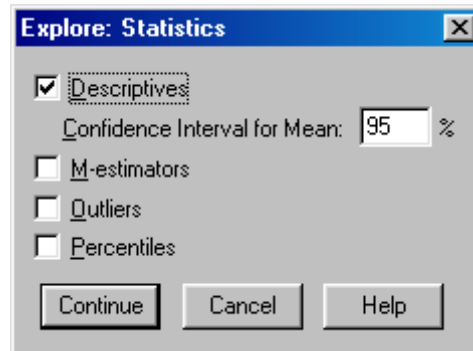 Explore: Statistics
Descriptives
Confidence Interval for Mean: 95 %
M-estimators
Outliers
Percentiles
Continue Cancel Help